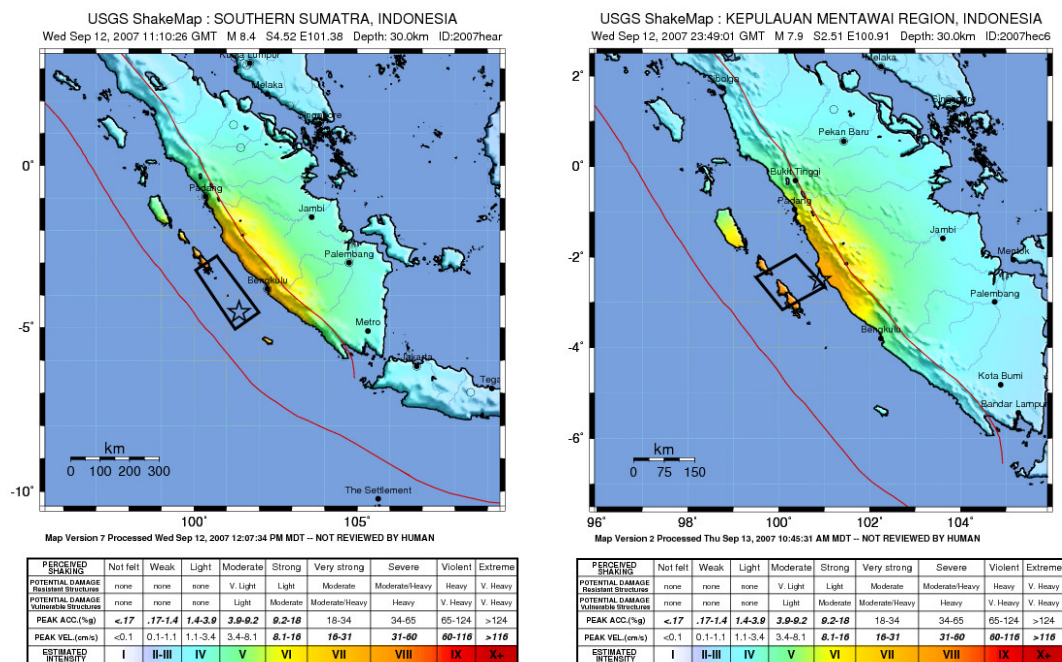 USGS ShakeMap : SOUTHERN SUMATRA, INDONESIA
Wed Sep 12, 2007 11:10:26 GMT M 8.4 S4.52 E101.38 Depth: 30.0km ID:2007hear
Kuala Lumpur
Melaka
Singapore
0°
Padang
Jambi
Palembang
Bengkulu
-5°
Metro
Jakarta
Tega
km
0 100 200 300
The Settlement
-10°
100° 105°
Map Version 7 Processed Wed Sep 12, 2007 12:07:34 PM MDT -- NOT REVIEWED BY HUMAN
PERCEIVED SHAKING Not felt Weak Light Moderate Strong Very strong Severe Violent Extreme
POTENTIAL DAMAGE Resistant Structures none none none V. Light Light Moderate Moderate/Heavy Heavy V. Heavy
POTENTIAL DAMAGE Vulnerable Structures none none none Light Moderate Moderate/Heavy Heavy V. Heavy V. Heavy
PEAK ACC.(%g) <.17 .17-1.4 1.4-3.9 3.9-9.2 9.2-18 18-34 34-65 65-124 >124
PEAK VEL.(cm/s) <0.1 0.1-1.1 1.1-3.4 3.4-8.1 8.1-16 16-31 31-60 60-116 >116
ESTIMATED INTENSITY I II-III IV V VI VII VIII IX X+
USGS ShakeMap : KEPULAUAN MENTAWAI REGION, INDONESIA
Wed Sep 12, 2007 23:49:01 GMT M 7.9 S2.51 E100.91 Depth: 30.0km ID:2007hec6
2°
Melaka
Sibolga
Singapore
Pekan Baru
0°
Bukit Tinggi
Padang
Jambi
-2°
Mentok
Palembang
Bengkulu
-4°
Kota Bumi
Bandar Lampur
-6°
km
0 75 150
96° 98° 100° 102° 104°
Map Version 2 Processed Thu Sep 13, 2007 10:45:31 AM MDT -- NOT REVIEWED BY HUMAN
PERCEIVED SHAKING Not felt Weak Light Moderate Strong Very strong Severe Violent Extreme
POTENTIAL DAMAGE Resistant Structures none none none V. Light Light Moderate Moderate/Heavy Heavy V. Heavy
POTENTIAL DAMAGE Vulnerable Structures none none none Light Moderate Moderate/Heavy Heavy V. Heavy V. Heavy
PEAK ACC.(%g) <.17 .17-1.4 1.4-3.9 3.9-9.2 9.2-18 18-34 34-65 65-124 >124
PEAK VEL.(cm/s) <0.1 0.1-1.1 1.1-3.4 3.4-8.1 8.1-16 16-31 31-60 60-116 >116
ESTIMATED INTENSITY I II-III IV V VI VII VIII IX X+